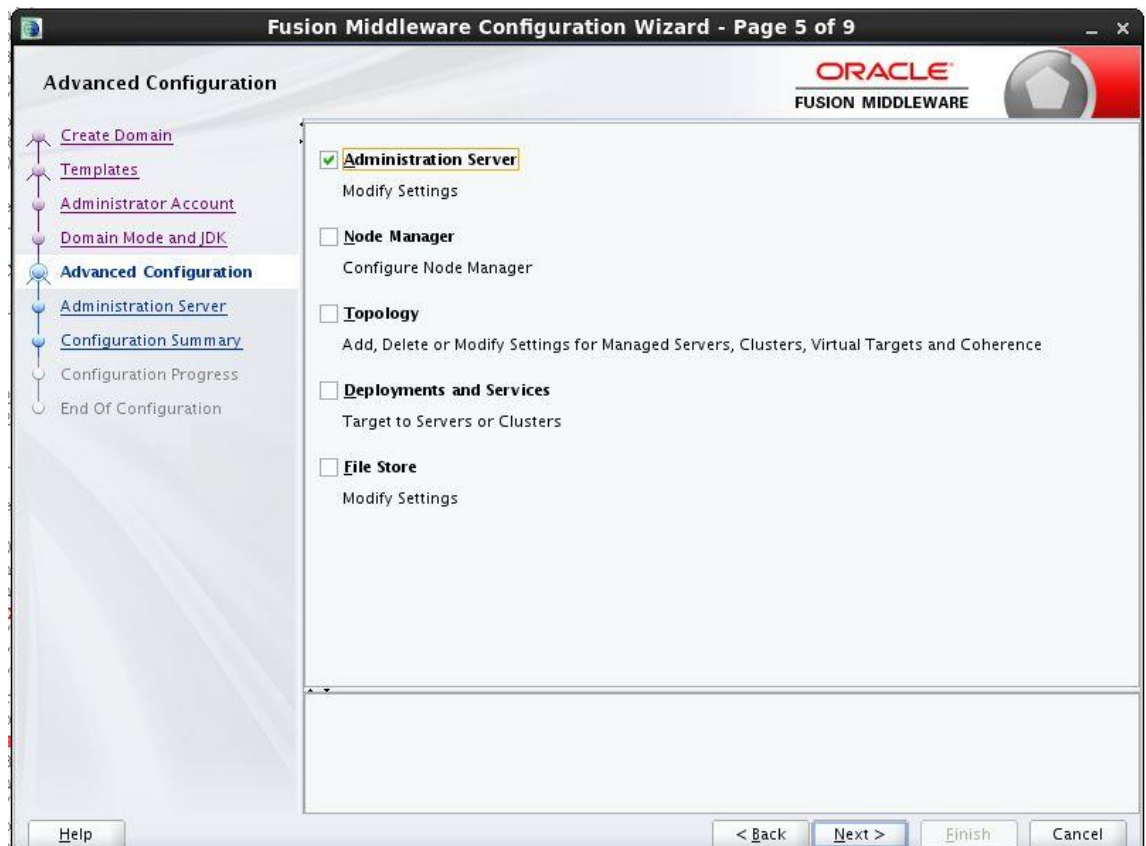 Fusion Middleware Configuration Wizard - Page 5 of 9
Advanced Configuration
ORACLE
FUSION MIDDLEWARE
Create Domain
Templates
Administrator Account
Domain Mode and JDK
Advanced Configuration
Administration Server
Configuration Summary
Configuration Progress
End Of Configuration
Administration Server
Modify Settings
Node Manager
Configure Node Manager
Topology
Add, Delete or Modify Settings for Managed Servers, Clusters, Virtual Targets and Coherence
Deployments and Services
Target to Servers or Clusters
File Store
Modify Settings
Help
< Back
Next >
Finish
Cancel